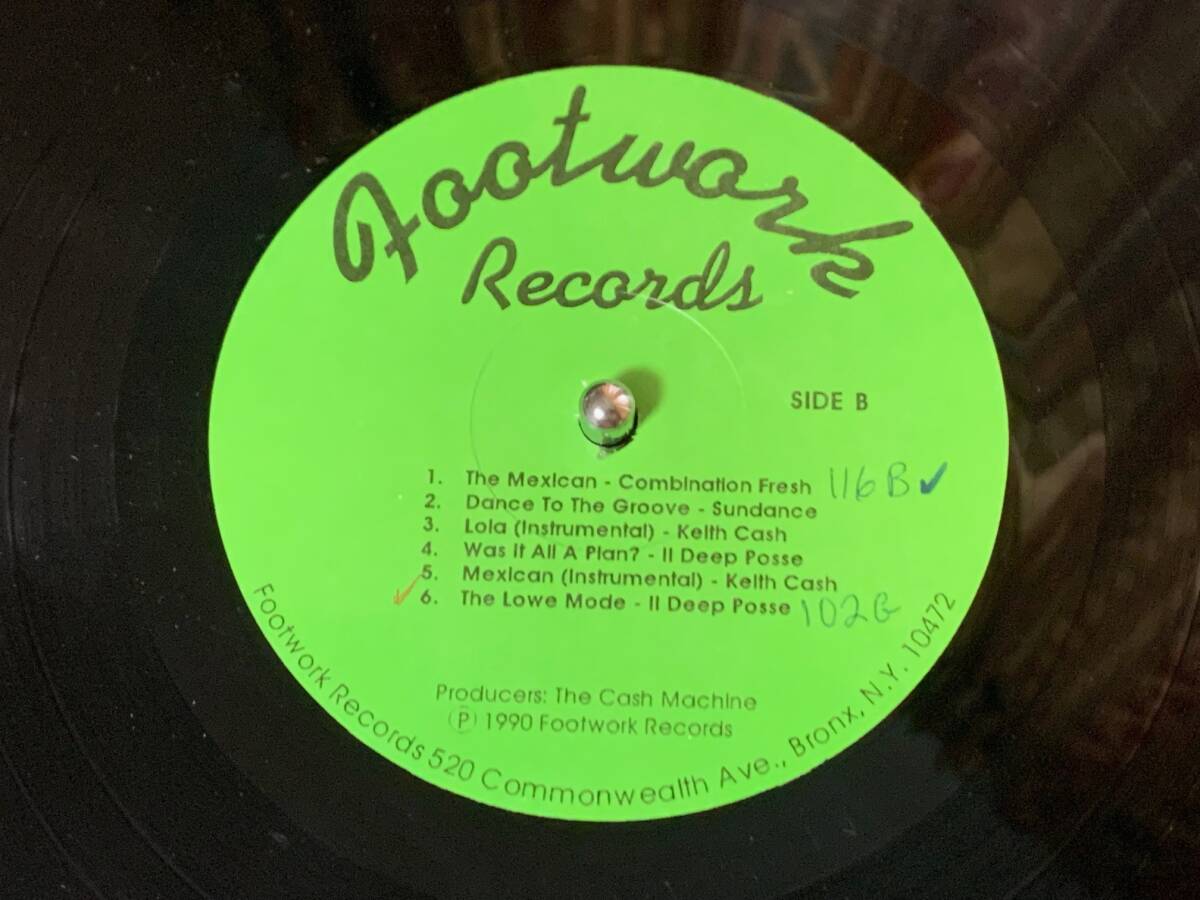 Footwork
Records
SIDE B
1. The Mexican - Combination Fresh 116 B ✓
2. Dance To The Groove - Sundance
3. Lola (Instrumental) - Keith Cash
4. Was It All A Plan? - II Deep Posse
5. Mexican (Instrumental) - Keith Cash
✓ 6. The Lowe Mode - II Deep Posse 102G
Producers: The Cash Machine
Ⓟ 1990 Footwork Records
Footwork Records 520 Commonwealth Ave., Bronx, N.Y. 10472